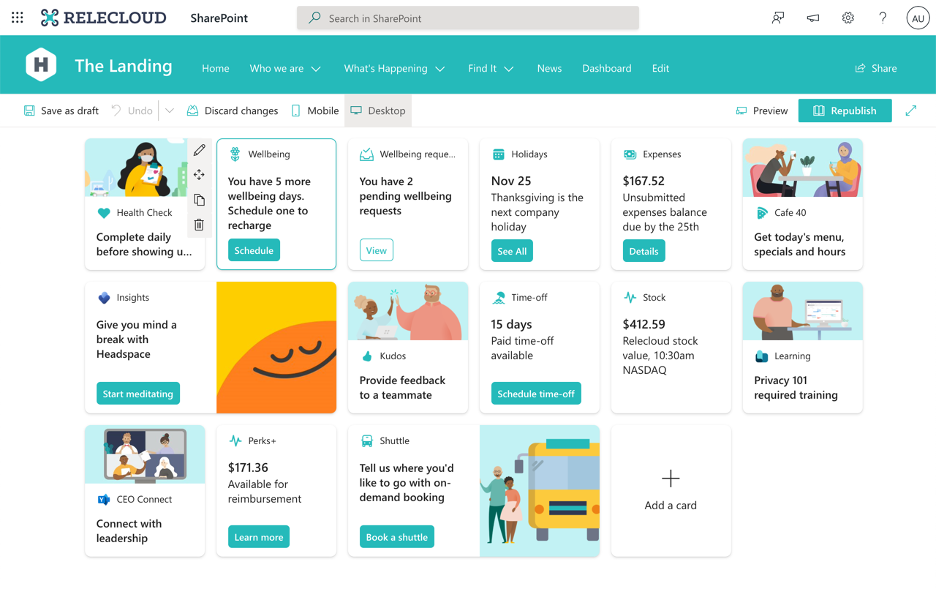 RELECLOUD
SharePoint
Search in SharePoint
AU
H
The Landing
Home
Who we are
What's Happening
Find It
News
Dashboard
Edit
Share
Save as draft
Undo
Discard changes
Mobile
Desktop
Preview
Republish
Health Check
Complete daily
before showing u...
Wellbeing
You have 5 more
wellbeing days.
Schedule one to
recharge
Schedule
Wellbeing reque...
You have 2
pending wellbeing
requests
View
Holidays
Nov 25
Thanksgiving is the
next company
holiday
See All
Expenses
$167.52
Unsubmitted
expenses balance
due by the 25th
Details
Cafe 40
Get today's menu,
specials and hours
Insights
Give you mind a
break with
Headspace
Start meditating
Kudos
Provide feedback
to a teammate
Time-off
15 days
Paid time-off
available
Schedule time-off
Stock
$412.59
Relecloud stock
value, 10:30am
NASDAQ
Learning
Privacy 101
required training
CEO Connect
Connect with
leadership
Perks+
$171.36
Available for
reimbursement
Learn more
Shuttle
Tell us where you'd
like to go with on-
demand booking
Book a shuttle
Add a card